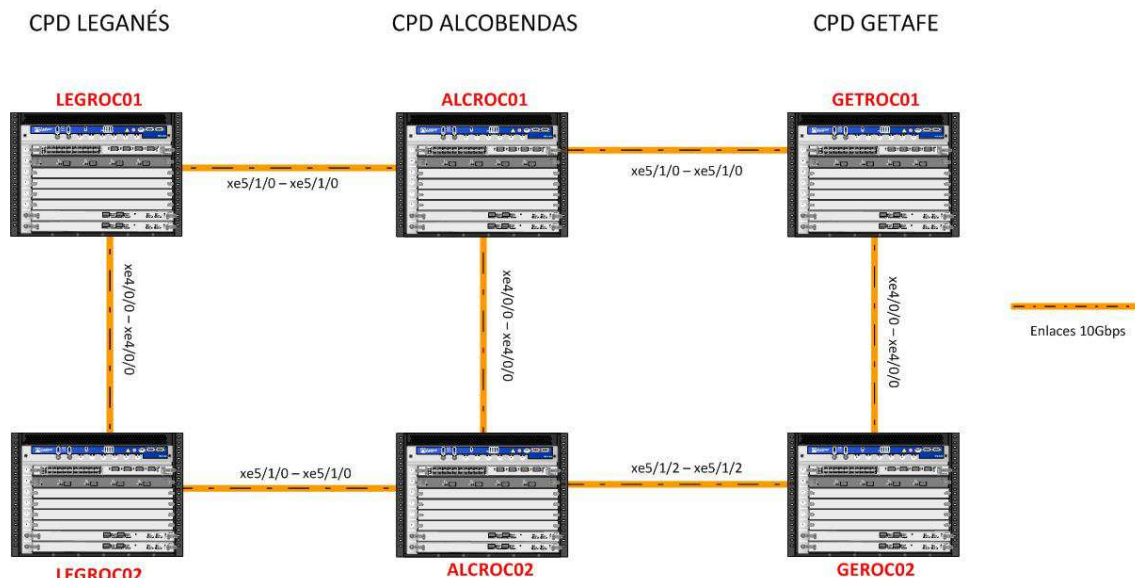 CPD LEGANÉS
CPD ALCOBENDAS
CPD GETAFE
LEGROC01
ALCROC01
GETROC01
xe5/1/0 – xe5/1/0
xe5/1/0 – xe5/1/0
xe4/0/0 – xe4/0/0
xe4/0/0 – xe4/0/0
xe4/0/0 – xe4/0/0
Enlaces 10Gbps
xe5/1/0 – xe5/1/0
xe5/1/2 – xe5/1/2
LEGROC02
ALCROC02
GEROC02